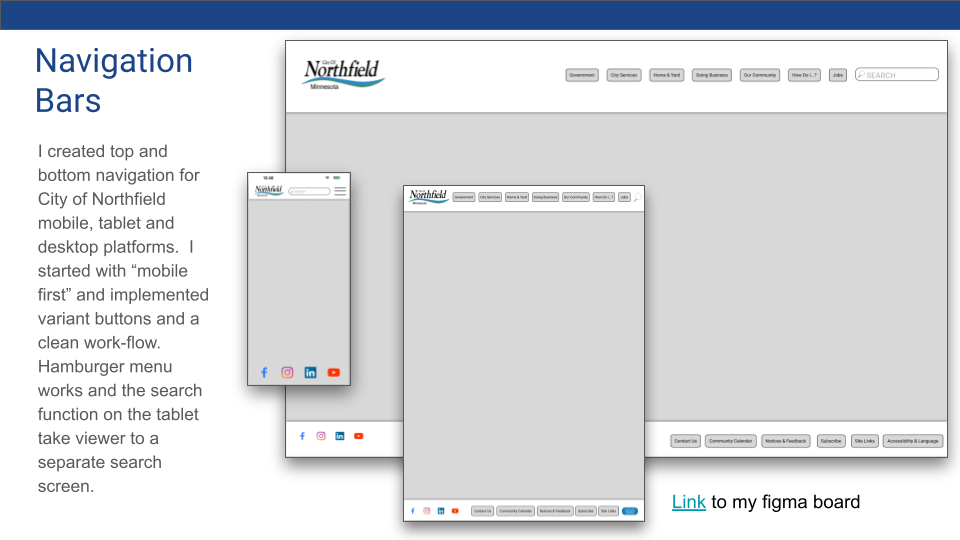 Navigation
Bars
I created top and
bottom navigation for
City of Northfield
mobile, tablet and
desktop platforms.  I
started with “mobile
first” and implemented
variant buttons and a
clean work-flow.
Hamburger menu
works and the search
function on the tablet
take viewer to a
separate search
screen.
City Of
Northfield
Minnesota
Government City Services Home & Yard Doing Business Our Community How Do I...? Jobs SEARCH
Northfield
Search
Northfield
Minnesota
Government City Services Home & Yard Doing Business Our Community How Do I...? Jobs
Contact Us Community Calendar Notices & Feedback Subscribe Site Links Accessibility & Language
Contact Us Community Calendar Notices & Feedback Subscribe Site Links
Link to my figma board